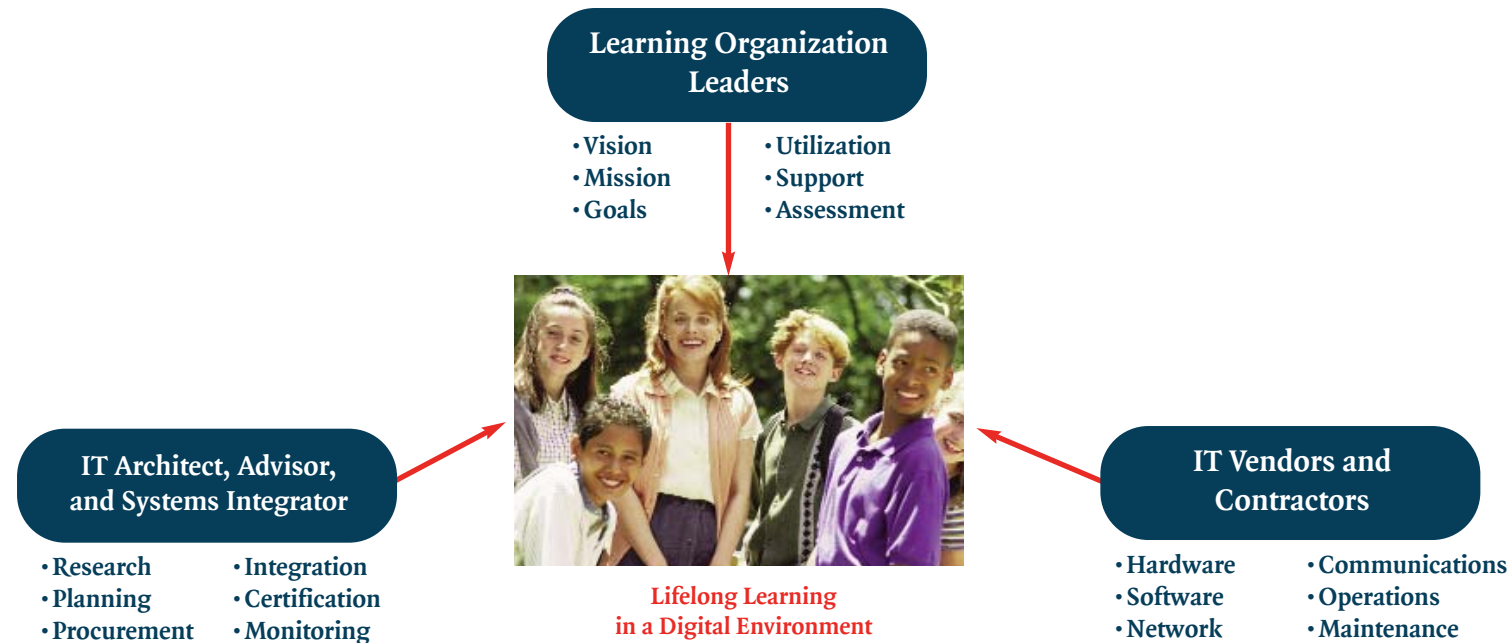 Learning Organization
Leaders
• Vision
• Mission
• Goals
• Utilization
• Support
• Assessment
IT Architect, Advisor,
and Systems Integrator
• Research
• Planning
• Procurement
• Integration
• Certification
• Monitoring
Lifelong Learning
in a Digital Environment
IT Vendors and
Contractors
• Hardware
• Software
• Network
• Communications
• Operations
• Maintenance